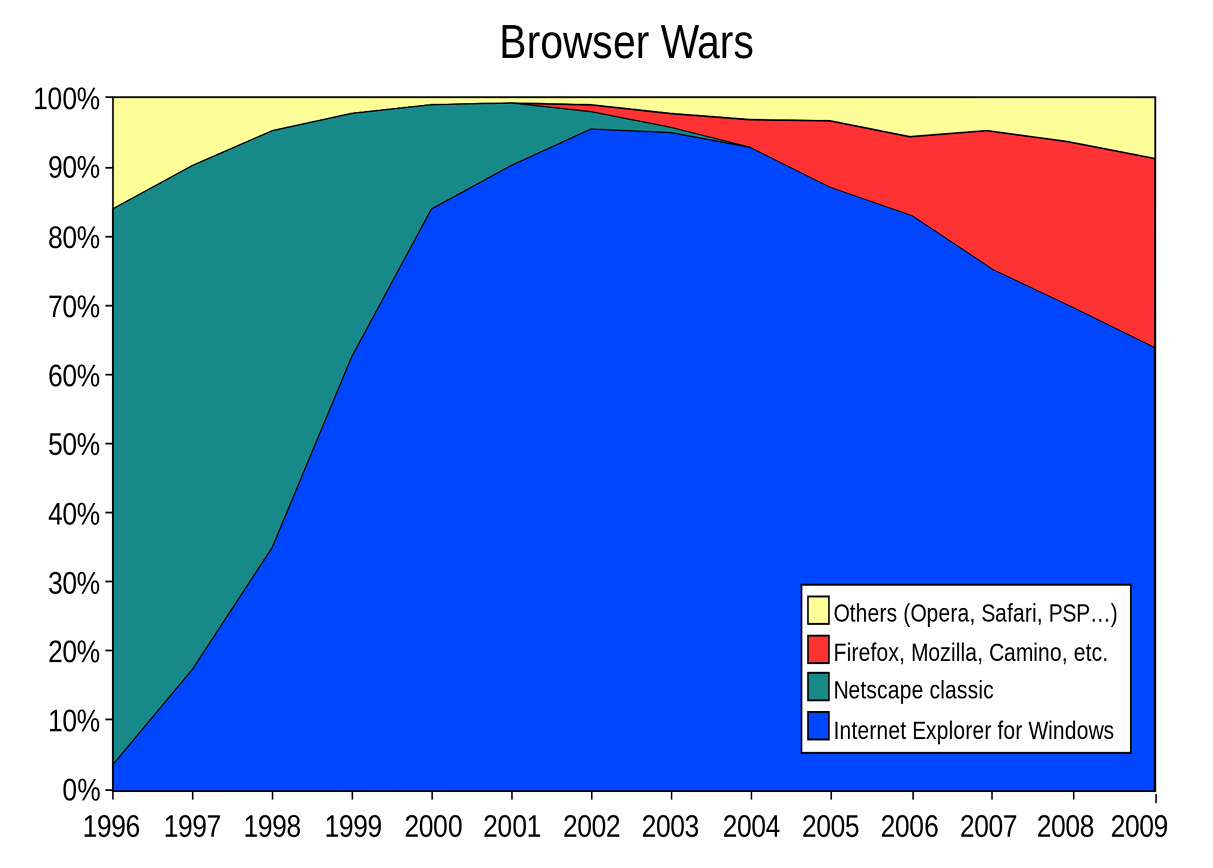 Browser Wars
100%
90%
80%
70%
60%
50%
40%
30%
20%
10%
0%
Others (Opera, Safari, PSP…)
Firefox, Mozilla, Camino, etc.
Netscape classic
Internet Explorer for Windows
1996 1997 1998 1999 2000 2001 2002 2003 2004 2005 2006 2007 2008 2009